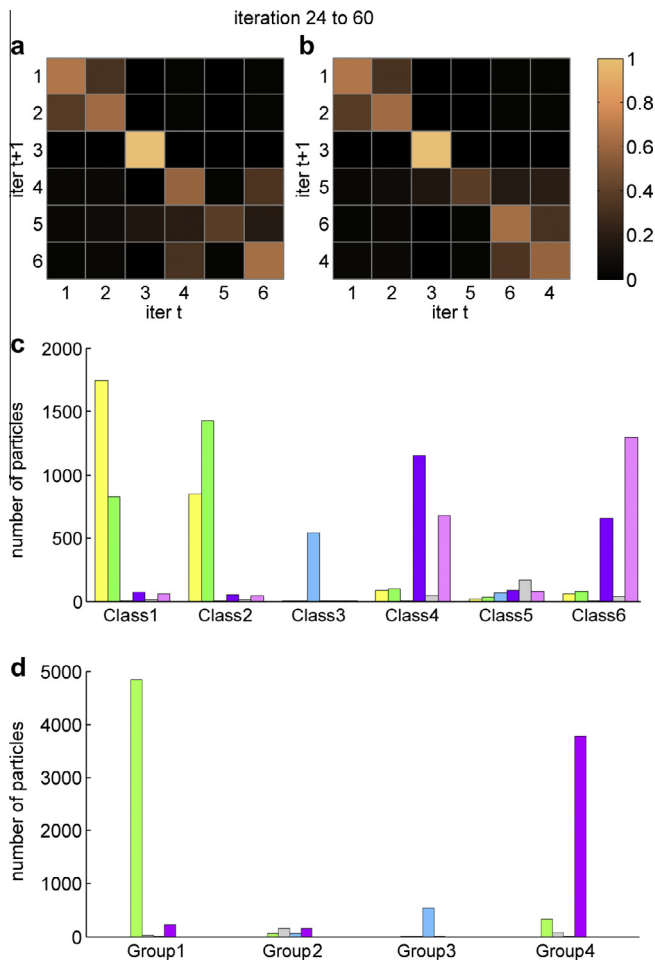 iteration 24 to 60
a
b
1
2
3
4
5
6
iter t+1
1 2 3 4 5 6
iter t
1
2
3
5
6
4
iter t+1
1 2 3 5 6 4
iter t
1
0.8
0.6
0.4
0.2
0
c
2000
1500
1000
500
0
number of particles
Class1 Class2 Class3 Class4 Class5 Class6
d
5000
4000
3000
2000
1000
0
number of particles
Group1 Group2 Group3 Group4